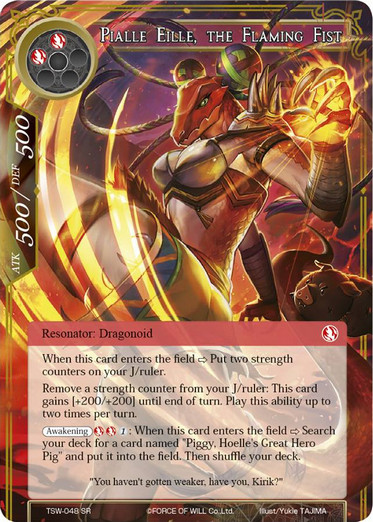 Pialle Eille, the Flaming Fist
ATK 500 / DEF 500
Resonator: Dragonoid
When this card enters the field ⇨ Put two strength
counters on your J/ruler.
Remove a strength counter from your J/ruler: This card
gains [+200/+200] until end of turn. Play this ability up
to two times per turn.
Awakening 1 : When this card enters the field ⇨ Search
your deck for a card named "Piggy, Hoelle's Great Hero
Pig" and put it into the field. Then shuffle your deck.
"You haven't gotten weaker, have you, Kirik?"
TSW-048 SR ©FORCE OF WILL Co.,Ltd. Illust/Yukie TAJIMA